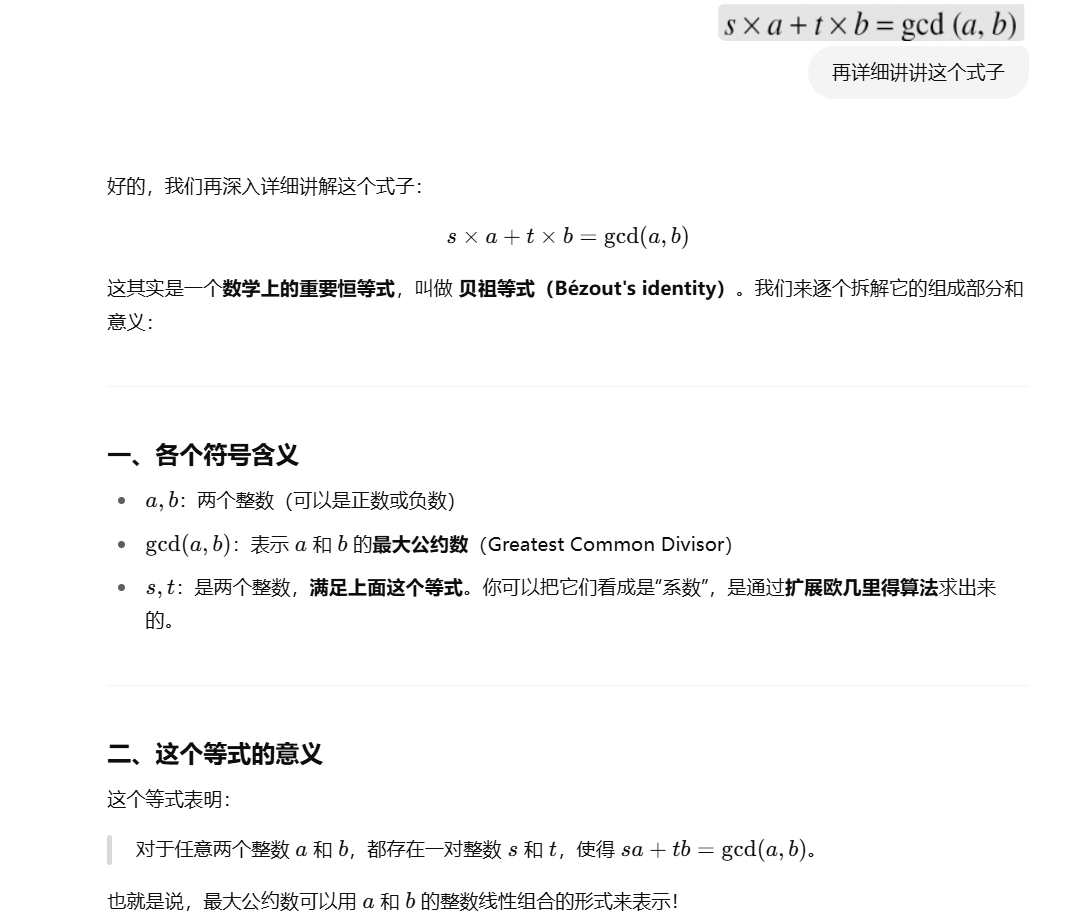 s × a + t × b = gcd (a, b)
再详细讲讲这个式子
好的，我们再深入详细讲解这个式子：
s × a + t × b = gcd(a, b)
这其实是一个数学上的重要恒等式，叫做 贝祖等式（Bézout's identity）。我们来逐个拆解它的组成部分和
意义：
一、各个符号含义
• a, b：两个整数（可以是正数或负数）
• gcd(a, b)：表示 a 和 b 的最大公约数（Greatest Common Divisor）
• s, t：是两个整数，满足上面这个等式。你可以把它们看成是“系数”，是通过扩展欧几里得算法求出来
的。
二、这个等式的意义
这个等式表明：
对于任意两个整数 a 和 b，都存在一对整数 s 和 t，使得 sa + tb = gcd(a, b)。
也就是说，最大公约数可以用 a 和 b 的整数线性组合的形式来表示！